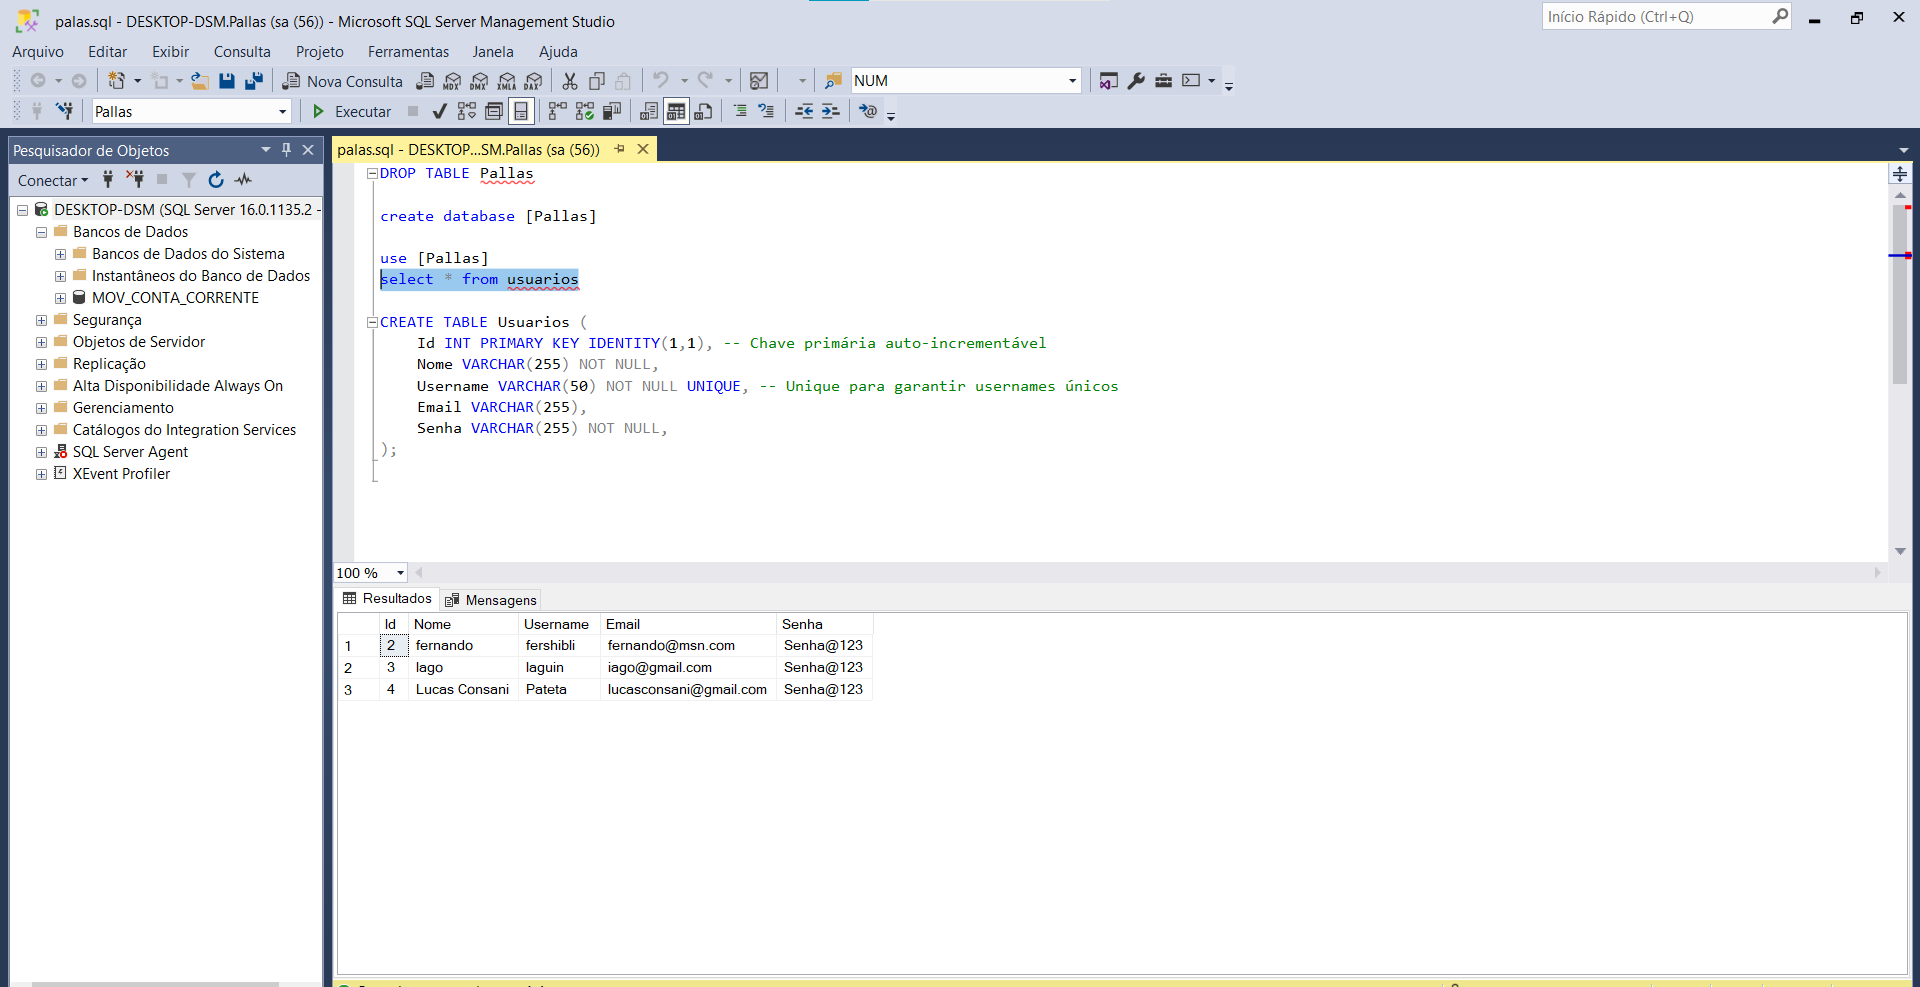 palas.sql - DESKTOP-DSM.Pallas (sa (56)) - Microsoft SQL Server Management Studio
Início Rápido (Ctrl+Q)
Arquivo Editar Exibir Consulta Projeto Ferramentas Janela Ajuda
Nova Consulta MDX DMX XMLA DAX NUM
Pallas Executar
Pesquisador de Objetos
Conectar
DESKTOP-DSM (SQL Server 16.0.1135.2 -
Bancos de Dados
Bancos de Dados do Sistema
Instantâneos do Banco de Dados
MOV_CONTA_CORRENTE
Segurança
Objetos de Servidor
Replicação
Alta Disponibilidade Always On
Gerenciamento
Catálogos do Integration Services
SQL Server Agent
XEvent Profiler
palas.sql - DESKTOP...SM.Pallas (sa (56))
DROP TABLE Pallas
create database [Pallas]
use [Pallas]
select * from usuarios
CREATE TABLE Usuarios (
Id INT PRIMARY KEY IDENTITY(1,1), -- Chave primária auto-incrementável
Nome VARCHAR(255) NOT NULL,
Username VARCHAR(50) NOT NULL UNIQUE, -- Unique para garantir usernames únicos
Email VARCHAR(255),
Senha VARCHAR(255) NOT NULL,
);
100 %
Resultados Mensagens
Id Nome Username Email Senha
1 2 fernando fershibli fernando@msn.com Senha@123
2 3 Iago Iaguin iago@gmail.com Senha@123
3 4 Lucas Consani Pateta lucasconsani@gmail.com Senha@123